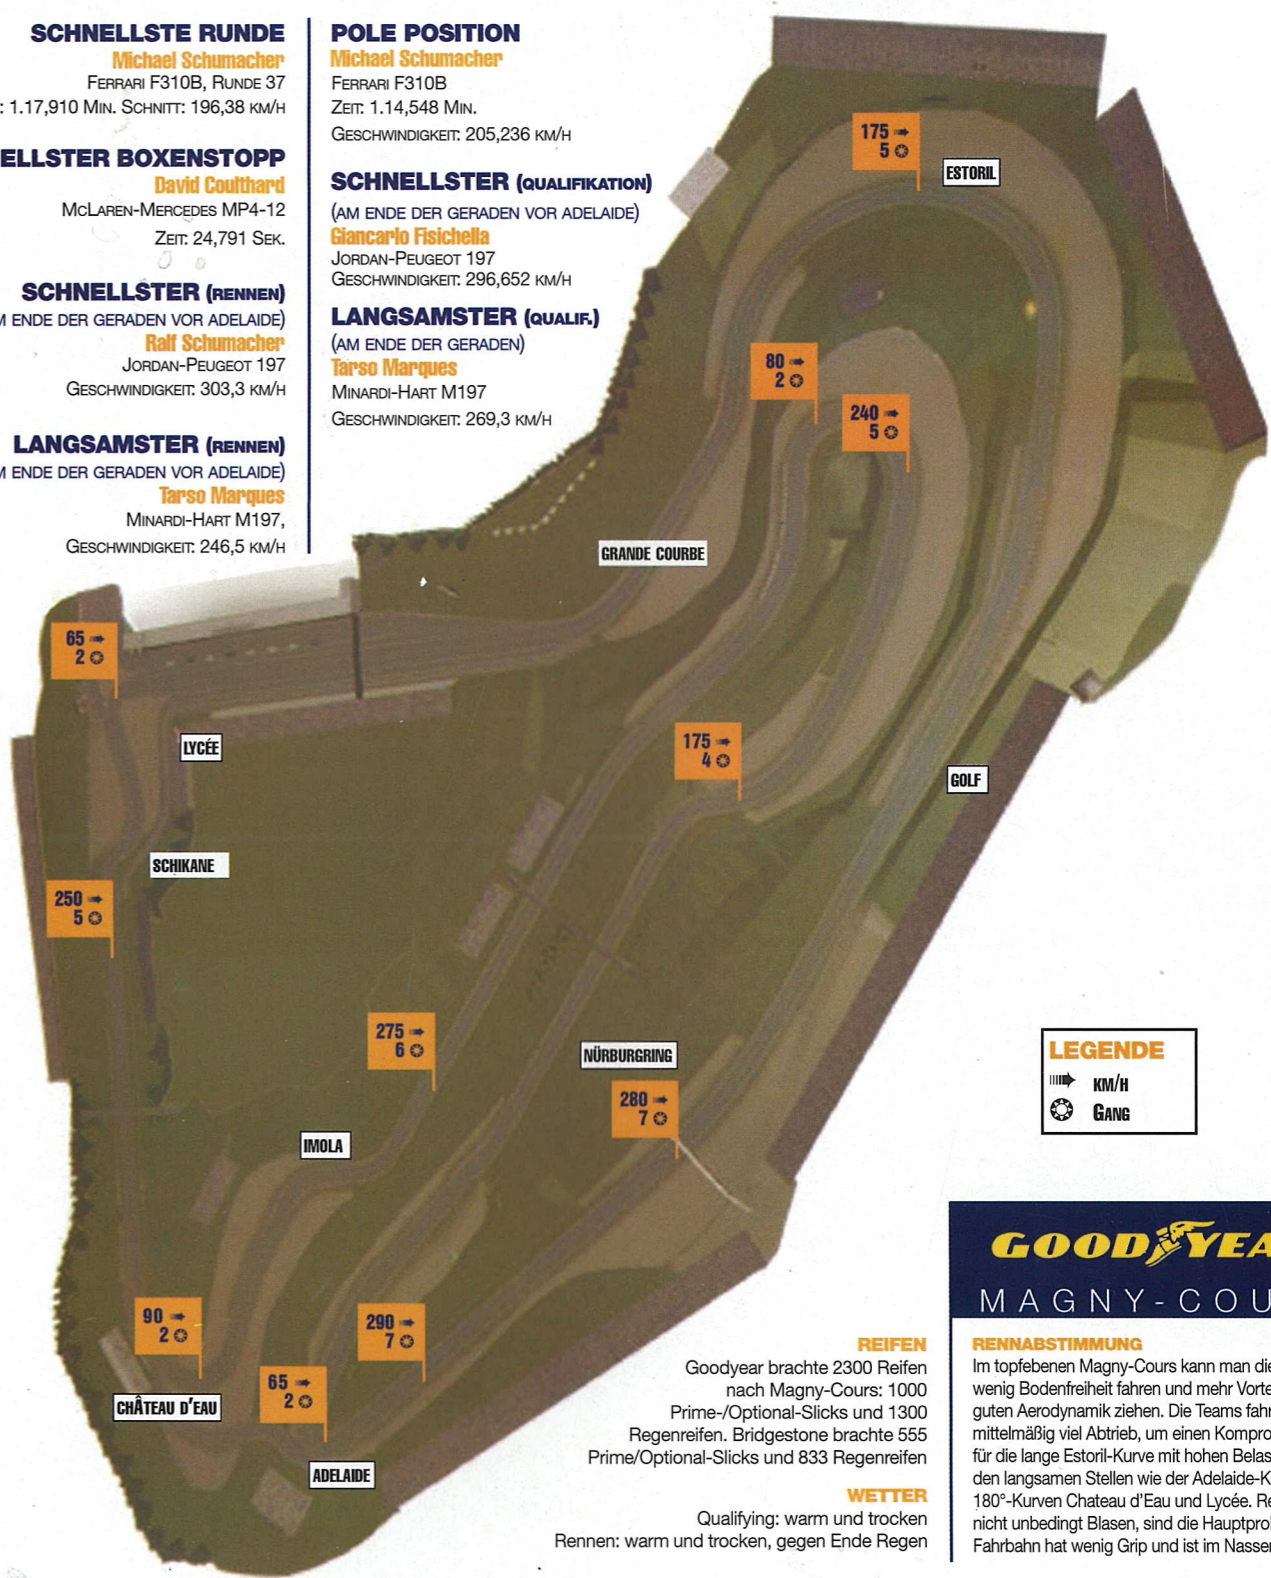 SCHNELLSTE RUNDE
Michael Schumacher
FERRARI F310B, RUNDE 37
: 1.17,910 MIN. SCHNITT: 196,38 KM/H
ELLSTER BOXENSTOPP
David Coulthard
MCLAREN-MERCEDES MP4-12
ZEIT: 24,791 SEK.
SCHNELLSTER (RENNEN)
M ENDE DER GERADEN VOR ADELAIDE)
Ralf Schumacher
JORDAN-PEUGEOT 197
GESCHWINDIGKEIT: 303,3 KM/H
LANGSAMSTER (RENNEN)
M ENDE DER GERADEN VOR ADELAIDE)
Tarso Marques
MINARDI-HART M197,
GESCHWINDIGKEIT: 246,5 KM/H
POLE POSITION
Michael Schumacher
FERRARI F310B
ZEIT: 1.14,548 MIN.
GESCHWINDIGKEIT: 205,236 KM/H
SCHNELLSTER (QUALIFIKATION)
(AM ENDE DER GERADEN VOR ADELAIDE)
Giancarlo Fisichella
JORDAN-PEUGEOT 197
GESCHWINDIGKEIT: 296,652 KM/H
LANGSAMSTER (QUALIF.)
(AM ENDE DER GERADEN)
Tarso Marques
MINARDI-HART M197
GESCHWINDIGKEIT: 269,3 KM/H
175
5
ESTORIL
80
2
240
5
GRANDE COURBE
65
2
LYCÉE
175
4
GOLF
SCHIKANE
250
5
275
6
NÜRBURGRING
280
7
IMOLA
90
2
290
7
65
2
CHÂTEAU D'EAU
ADELAIDE
LEGENDE
KM/H
GANG
REIFEN
Goodyear brachte 2300 Reifen
nach Magny-Cours: 1000
Prime-/Optional-Slicks und 1300
Regenreifen. Bridgestone brachte 555
Prime/Optional-Slicks und 833 Regenreifen
WETTER
Qualifying: warm und trocken
Rennen: warm und trocken, gegen Ende Regen
GOODYEA
MAGNY-COU
RENNABSTIMMUNG
Im topfebenen Magny-Cours kann man die
wenig Bodenfreiheit fahren und mehr Vorte
guten Aerodynamik ziehen. Die Teams fahr
mittelmäßig viel Abtrieb, um einen Kompro
für die lange Estoril-Kurve mit hohen Belas
den langsamen Stellen wie der Adelaide-K
180°-Kurven Chateau d'Eau und Lycée. Re
nicht unbedingt Blasen, sind die Hauptpro
Fahrbahn hat wenig Grip und ist im Nasse